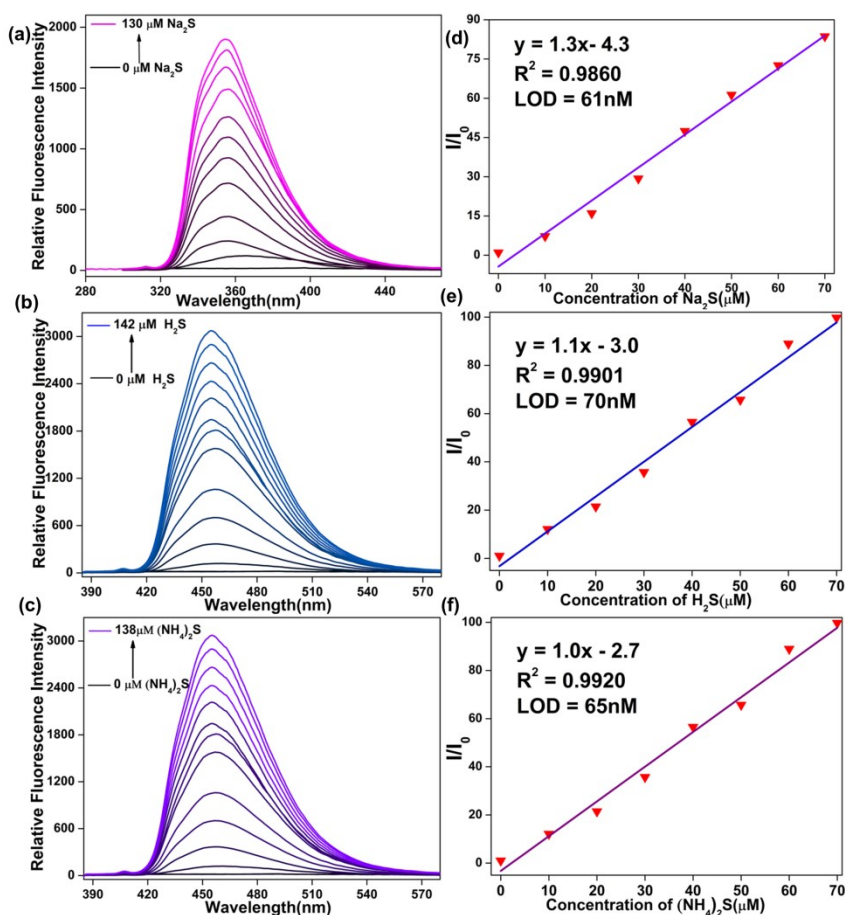 (a)
130 μM Na₂S
0 μM Na₂S
Relative Fluorescence Intensity
2000
1500
1000
500
0
280 320 360 400 440
Wavelength(nm)
(d)
y = 1.3x- 4.3
R² = 0.9860
LOD = 61nM
I/I₀
90
75
60
45
30
15
0
0 10 20 30 40 50 60 70
Concentration of Na₂S(μM)
(b)
142 μM H₂S
0 μM H₂S
Relative Fluorescence Intensity
3000
2400
1800
1200
600
0
390 420 450 480 510 540 570
Wavelength(nm)
(e)
y = 1.1x - 3.0
R² = 0.9901
LOD = 70nM
I/I₀
100
80
60
40
20
0
0 10 20 30 40 50 60 70
Concentration of H₂S(μM)
(c)
138μM (NH₄)₂S
0 μM (NH₄)₂S
Relative Fluorescence Intensity
3000
2400
1800
1200
600
0
390 420 450 480 510 540 570
Wavelength(nm)
(f)
y = 1.0x - 2.7
R² = 0.9920
LOD = 65nM
I/I₀
100
80
60
40
20
0
0 10 20 30 40 50 60 70
Concentration of (NH₄)₂S(μM)